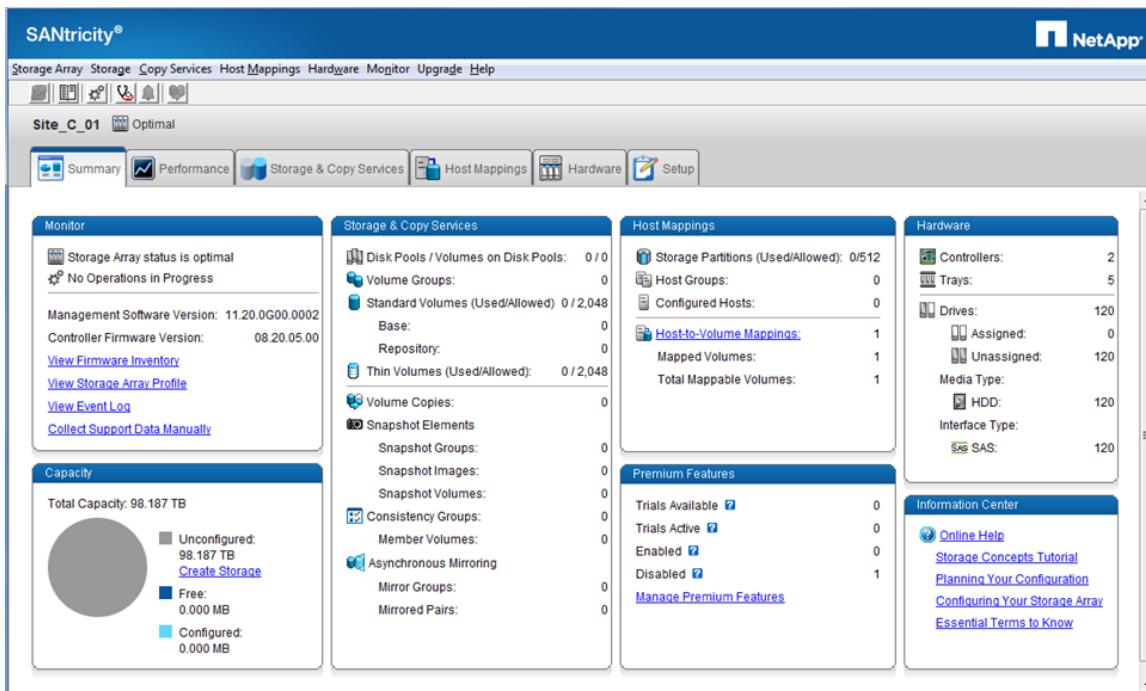 SANtricity®
NetApp®
Storage Array Storage Copy Services Host Mappings Hardware Monitor Upgrade Help
Site_C_01 Optimal
Summary Performance Storage & Copy Services Host Mappings Hardware Setup
Monitor
Storage Array status is optimal
No Operations in Progress
Management Software Version: 11.20.0G00.0002
Controller Firmware Version: 08.20.05.00
View Firmware Inventory
View Storage Array Profile
View Event Log
Collect Support Data Manually
Capacity
Total Capacity: 98.187 TB
Unconfigured:
98.187 TB
Create Storage
Free:
0.000 MB
Configured:
0.000 MB
Storage & Copy Services
Disk Pools / Volumes on Disk Pools: 0 / 0
Volume Groups: 0
Standard Volumes (Used/Allowed) 0 / 2,048
Base: 0
Repository: 0
Thin Volumes (Used/Allowed): 0 / 2,048
Volume Copies: 0
Snapshot Elements
Snapshot Groups: 0
Snapshot Images: 0
Snapshot Volumes: 0
Consistency Groups: 0
Member Volumes: 0
Asynchronous Mirroring
Mirror Groups: 0
Mirrored Pairs: 0
Host Mappings
Storage Partitions (Used/Allowed): 0/512
Host Groups: 0
Configured Hosts: 0
Host-to-Volume Mappings: 1
Mapped Volumes: 1
Total Mappable Volumes: 1
Premium Features
Trials Available ? 0
Trials Active ? 0
Enabled ? 0
Disabled ? 1
Manage Premium Features
Hardware
Controllers: 2
Trays: 5
Drives: 120
Assigned: 0
Unassigned: 120
Media Type:
HDD: 120
Interface Type:
SAS SAS: 120
Information Center
Online Help
Storage Concepts Tutorial
Planning Your Configuration
Configuring Your Storage Array
Essential Terms to Know